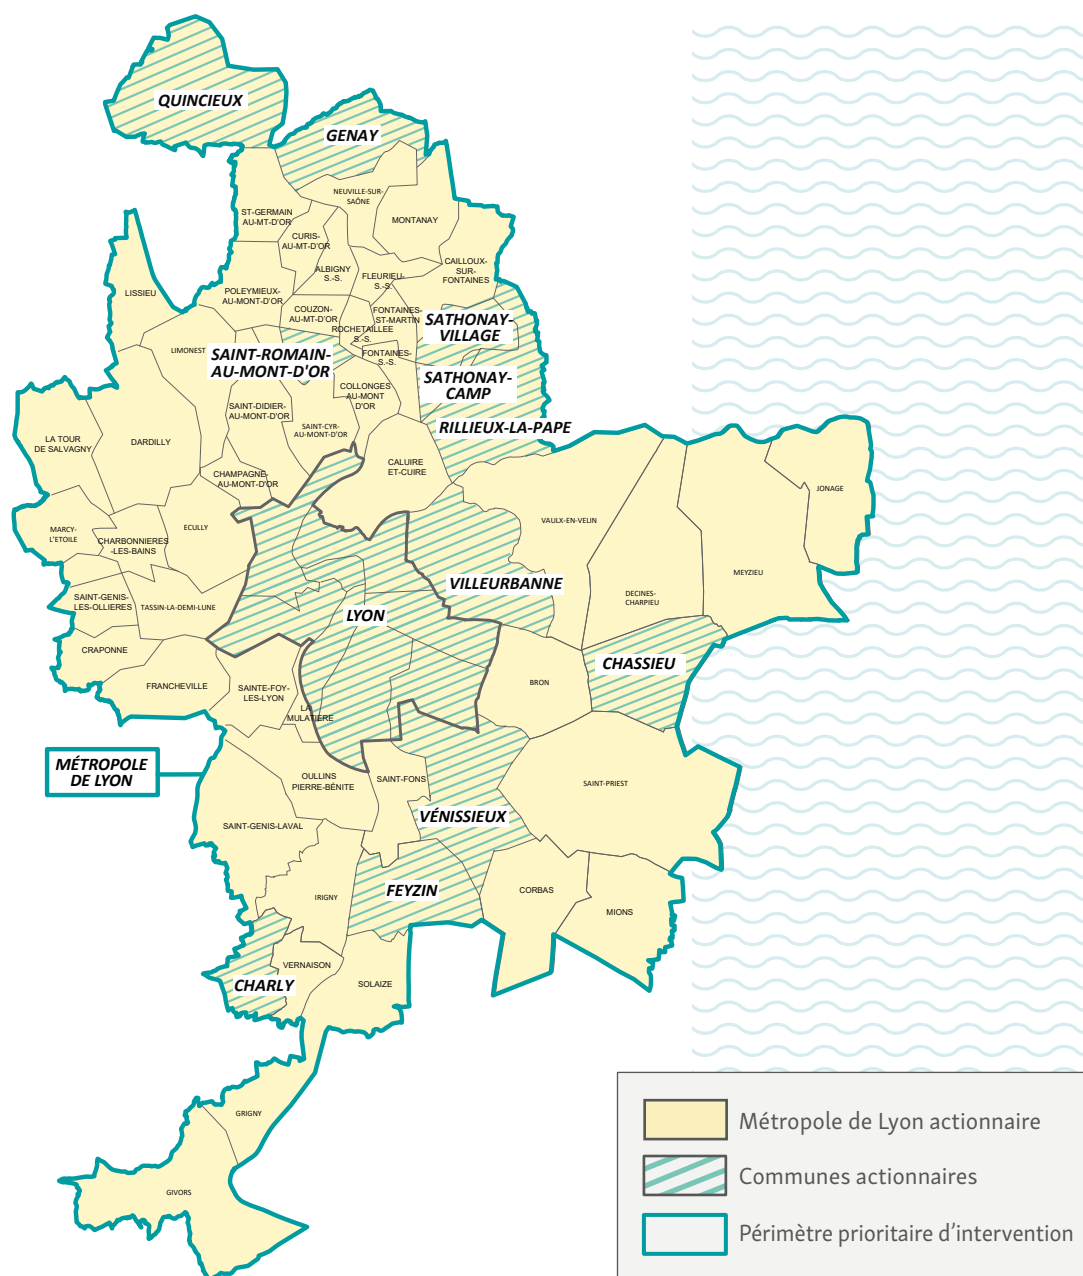 QUINCIEUX
GENAY
NEUVILLE-SUR-
SAÔNE
MONTANAY
ST-GERMAIN
AU-MT-D'OR
CURIS-
AU-MT-D'OR
ALBIGNY
S.-S.
FLEURIEU-
S.-S.
CAILLOUX-
SUR-
FONTAINES
LISSIEU
POLEYMIEUX-
AU-MONT-D'OR
COUZON-
AU-MT-D'OR
FONTAINES-
ST-MARTIN
ROCHETAILLEE
S.-S.
SATHONAY-
VILLAGE
LIMONEST
SAINT-ROMAIN-
AU-MONT-D'OR
FONTAINES-
S.-S.
SATHONAY-
CAMP
COLLONGES
AU-MONT
D'OR
SAINT-DIDIER-
AU-MONT-D'OR
SAINT-CYR-
AU-MONT-D'OR
RILLIEUX-LA-PAPE
LA TOUR
DE SALVAGNY
DARDILLY
CALUIRE
ET-CUIRE
CHAMPAGNE-
AU-MONT-D'OR
JONAGE
MARCY-
L'ETOILE
CHARBONNIERES
-LES-BAINS
ECULLY
VAULX-EN-VELIN
MEYZIEU
VILLEURBANNE
DECINES-
CHARPIEU
SAINT-GENIS-
LES-OLLIERES
TASSIN-LA-DEMI-LUNE
LYON
CRAPONNE
CHASSIEU
FRANCHEVILLE
SAINTE-FOY-
LES-LYON
BRON
LA
MULATIÈRE
MÉTROPOLE
DE LYON
OULLINS
PIERRE-BÉNITE
SAINT-FONS
SAINT-PRIEST
SAINT-GENIS-LAVAL
VÉNISSIEUX
IRIGNY
FEYZIN
CORBAS
MIONS
VERNAISON
CHARLY
SOLAIZE
GRIGNY
GIVORS
Métropole de Lyon actionnaire
Communes actionnaires
Périmètre prioritaire d'intervention